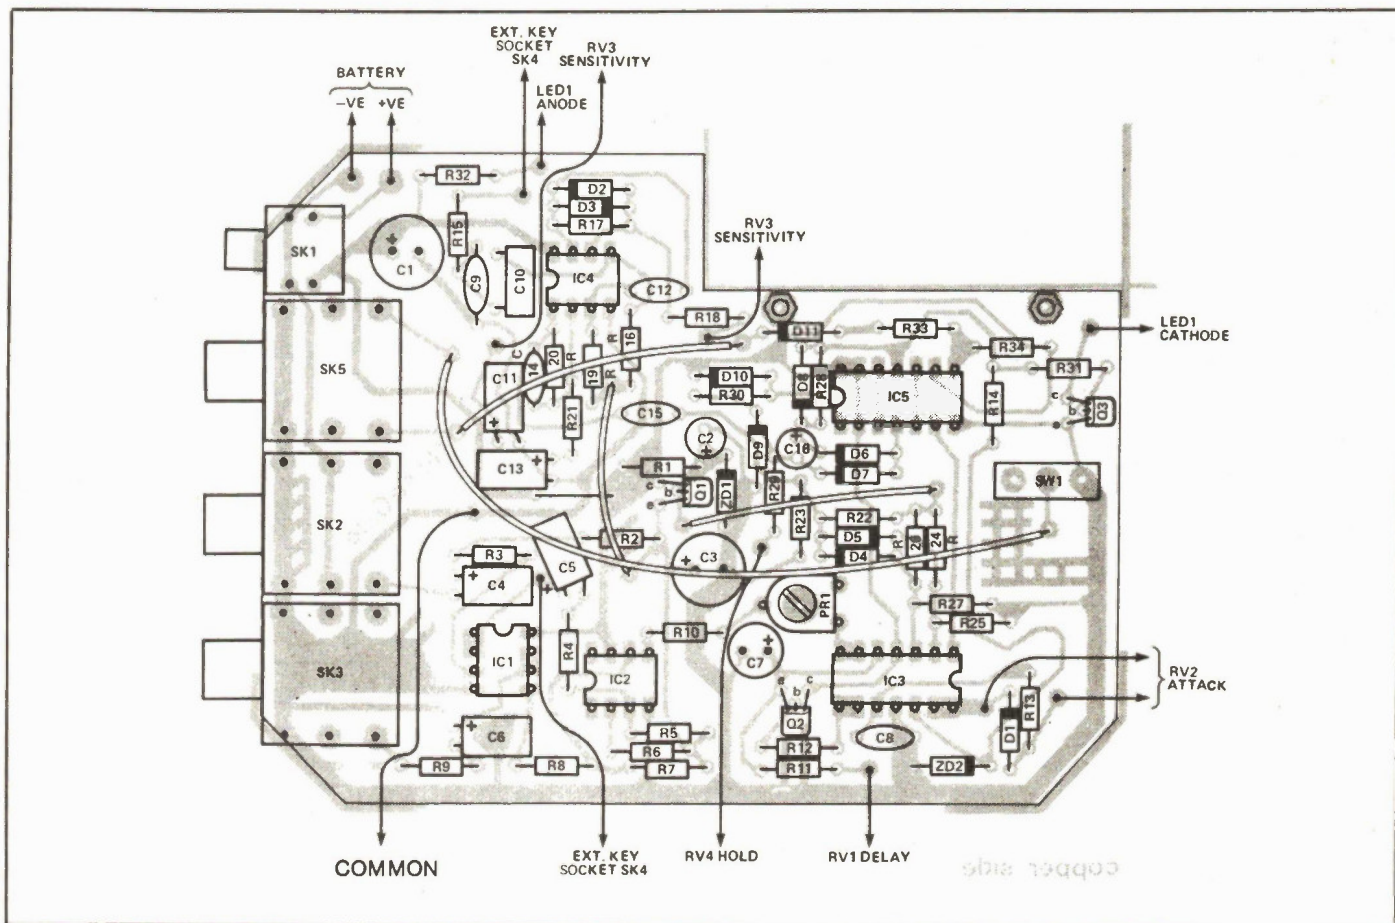 EXT. KEY
SOCKET
SK4
RV3
SENSITIVITY
BATTERY
–VE +VE
LED1
ANODE
R32
D2
D3
R17
RV3
SENSITIVITY
SK1
+
C1
R15
C9
C10
IC4
C12
R18
D11
R33
LED1
CATHODE
R34
R31
SK5
C11
+
C
14
20
R
19
R
16
R
R21
D10
R30
D8
R28
IC5
R14
c
b
e
Q3
C15
C2
+
D9
+
C16
D6
D7
C13
+
R1
c
b
e
Q1
ZD1
R29
R23
SW1
SK2
R2
R22
D5
D4
R
26
24
R
R3
+
C4
C5
+
+
C3
PR1
R27
R25
SK3
IC1
R4
IC2
R10
+
C7
IC3
RV2
ATTACK
e
b
c
Q2
C8
D1
R13
+
C6
R5
R6
R7
R12
R11
ZD2
R9
R8
COMMON
EXT. KEY
SOCKET SK4
RV4 HOLD
RV1 DELAY
copper side